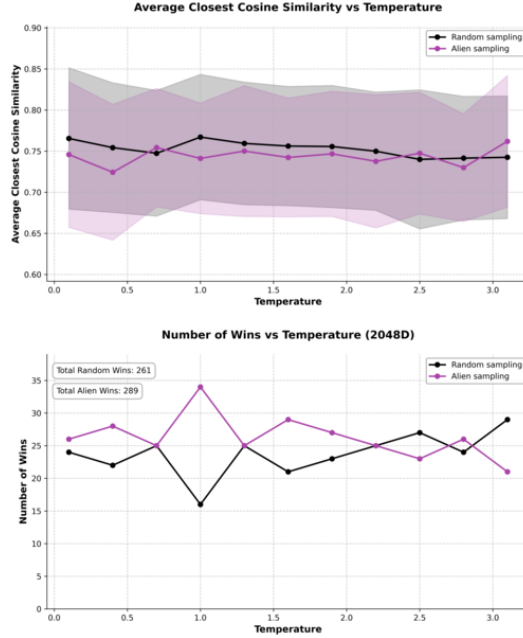 Average Closest Cosine Similarity vs Temperature
0.90
0.85
0.80
0.75
0.70
0.65
0.60
Average Closest Cosine Similarity
Random sampling
Alien sampling
0.0 0.5 1.0 1.5 2.0 2.5 3.0
Temperature
Number of Wins vs Temperature (2048D)
Total Random Wins: 261
Total Alien Wins: 289
Random sampling
Alien sampling
35
30
25
20
15
10
5
0
Number of Wins
0.0 0.5 1.0 1.5 2.0 2.5 3.0
Temperature